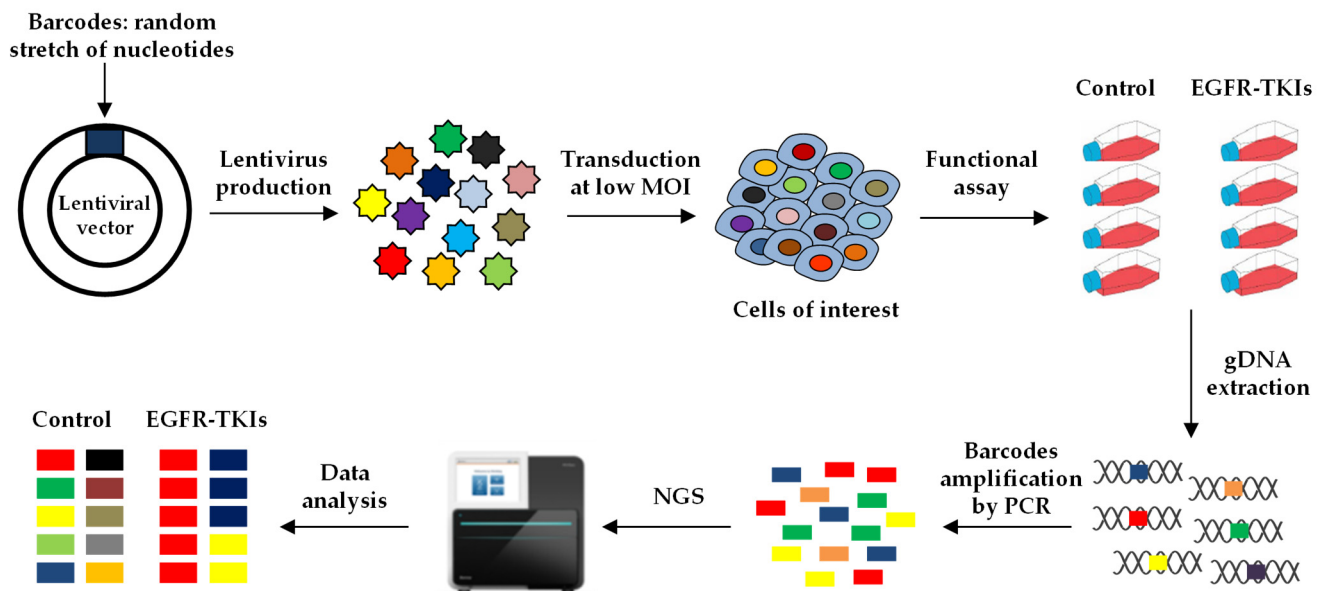 Barcodes: random
stretch of nucleotides
Lentiviral
vector
Lentivirus
production
Transduction
at low MOI
Cells of interest
Functional
assay
Control
EGFR-TKIs
gDNA
extraction
Barcodes
amplification
by PCR
NGS
Data
analysis
Control
EGFR-TKIs